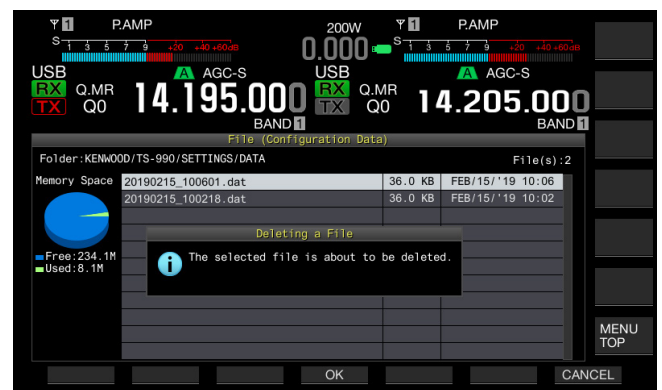 1 P.AMP 200W 1 P.AMP
S 1 3 5 7 9 +20 +40 +60dB 0.000 S 1 3 5 7 9 +20 +40 +60dB
USB A AGC-S USB A AGC-S
RX Q.MR 14.195.000 RX Q.MR 14.205.000
TX Q0 TX Q0
BAND 1 BAND 1
File (Configuration Data)
Folder:KENWOOD/TS-990/SETTINGS/DATA File(s):2
Memory Space 20190215_100601.dat 36.0 KB FEB/15/'19 10:06
20190215_100218.dat 36.0 KB FEB/15/'19 10:02
Deleting a File
Free:234.1M
The selected file is about to be deleted.
Used:8.1M
MENU
TOP
OK CANCEL